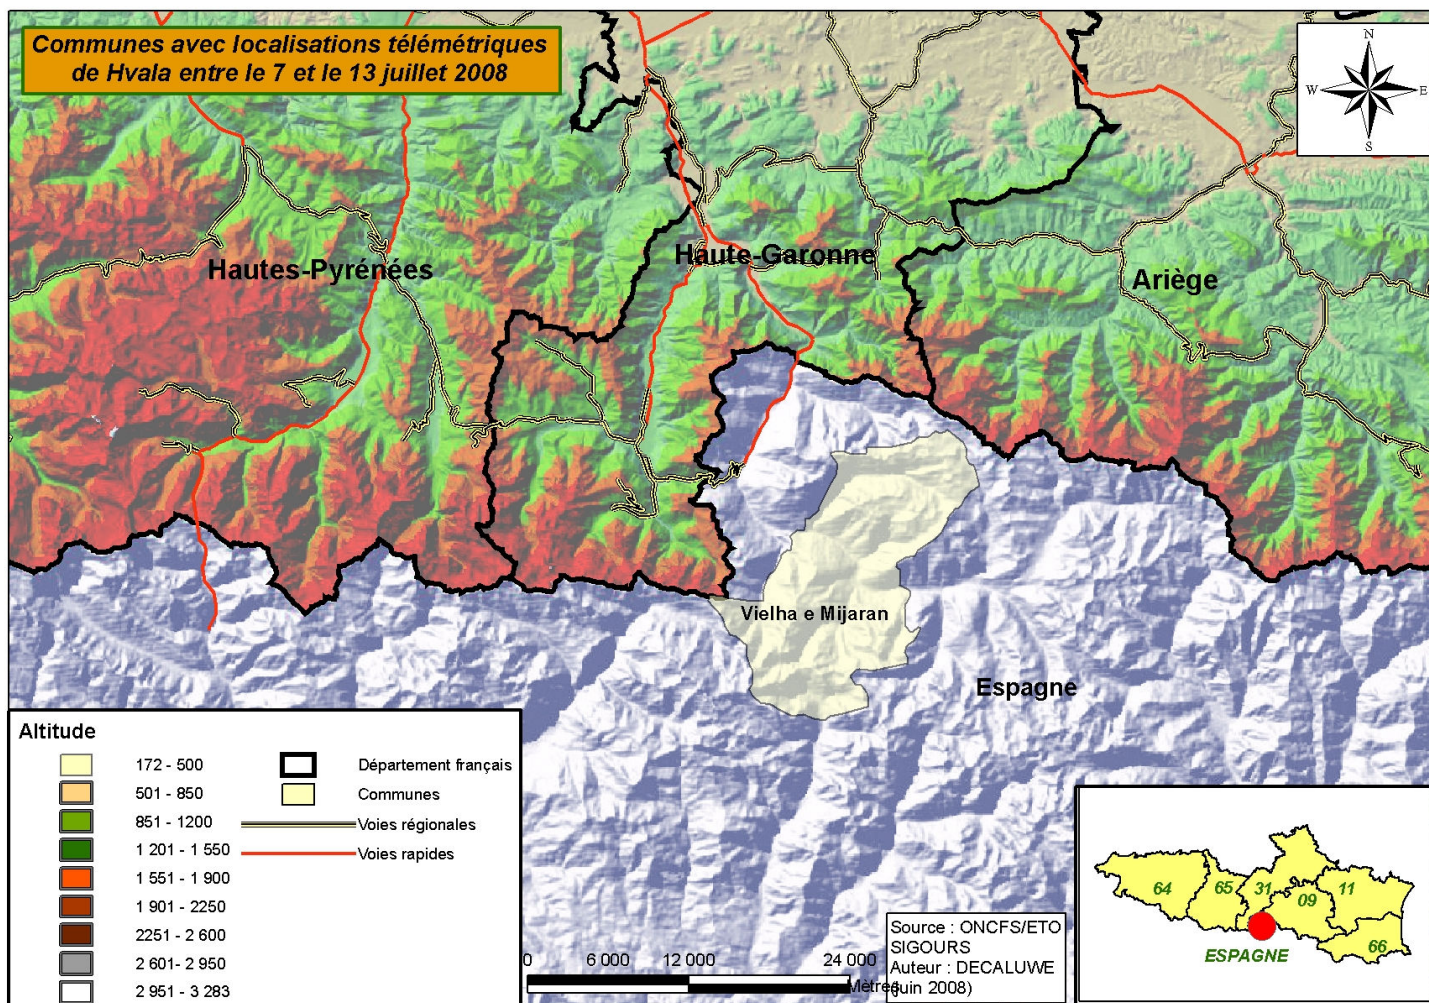 Communes avec localisations télémétriques
de Hvala entre le 7 et le 13 juillet 2008
N
W
E
S
Hautes-Pyrénées
Haute-Garonne
Ariège
Vielha e Mijaran
Espagne
Altitude
172 - 500
501 - 850
851 - 1200
1 201 - 1 550
1 551 - 1 900
1 901 - 2250
2251 - 2 600
2 601- 2 950
2 951 - 3 283
Département français
Communes
Voies régionales
Voies rapides
0
6 000
12 000
24 000
Mètres
Source : ONCFS/ETO
SIGOURS
Auteur : DECALUWE
juin 2008)
64
65
31
09
11
66
ESPAGNE